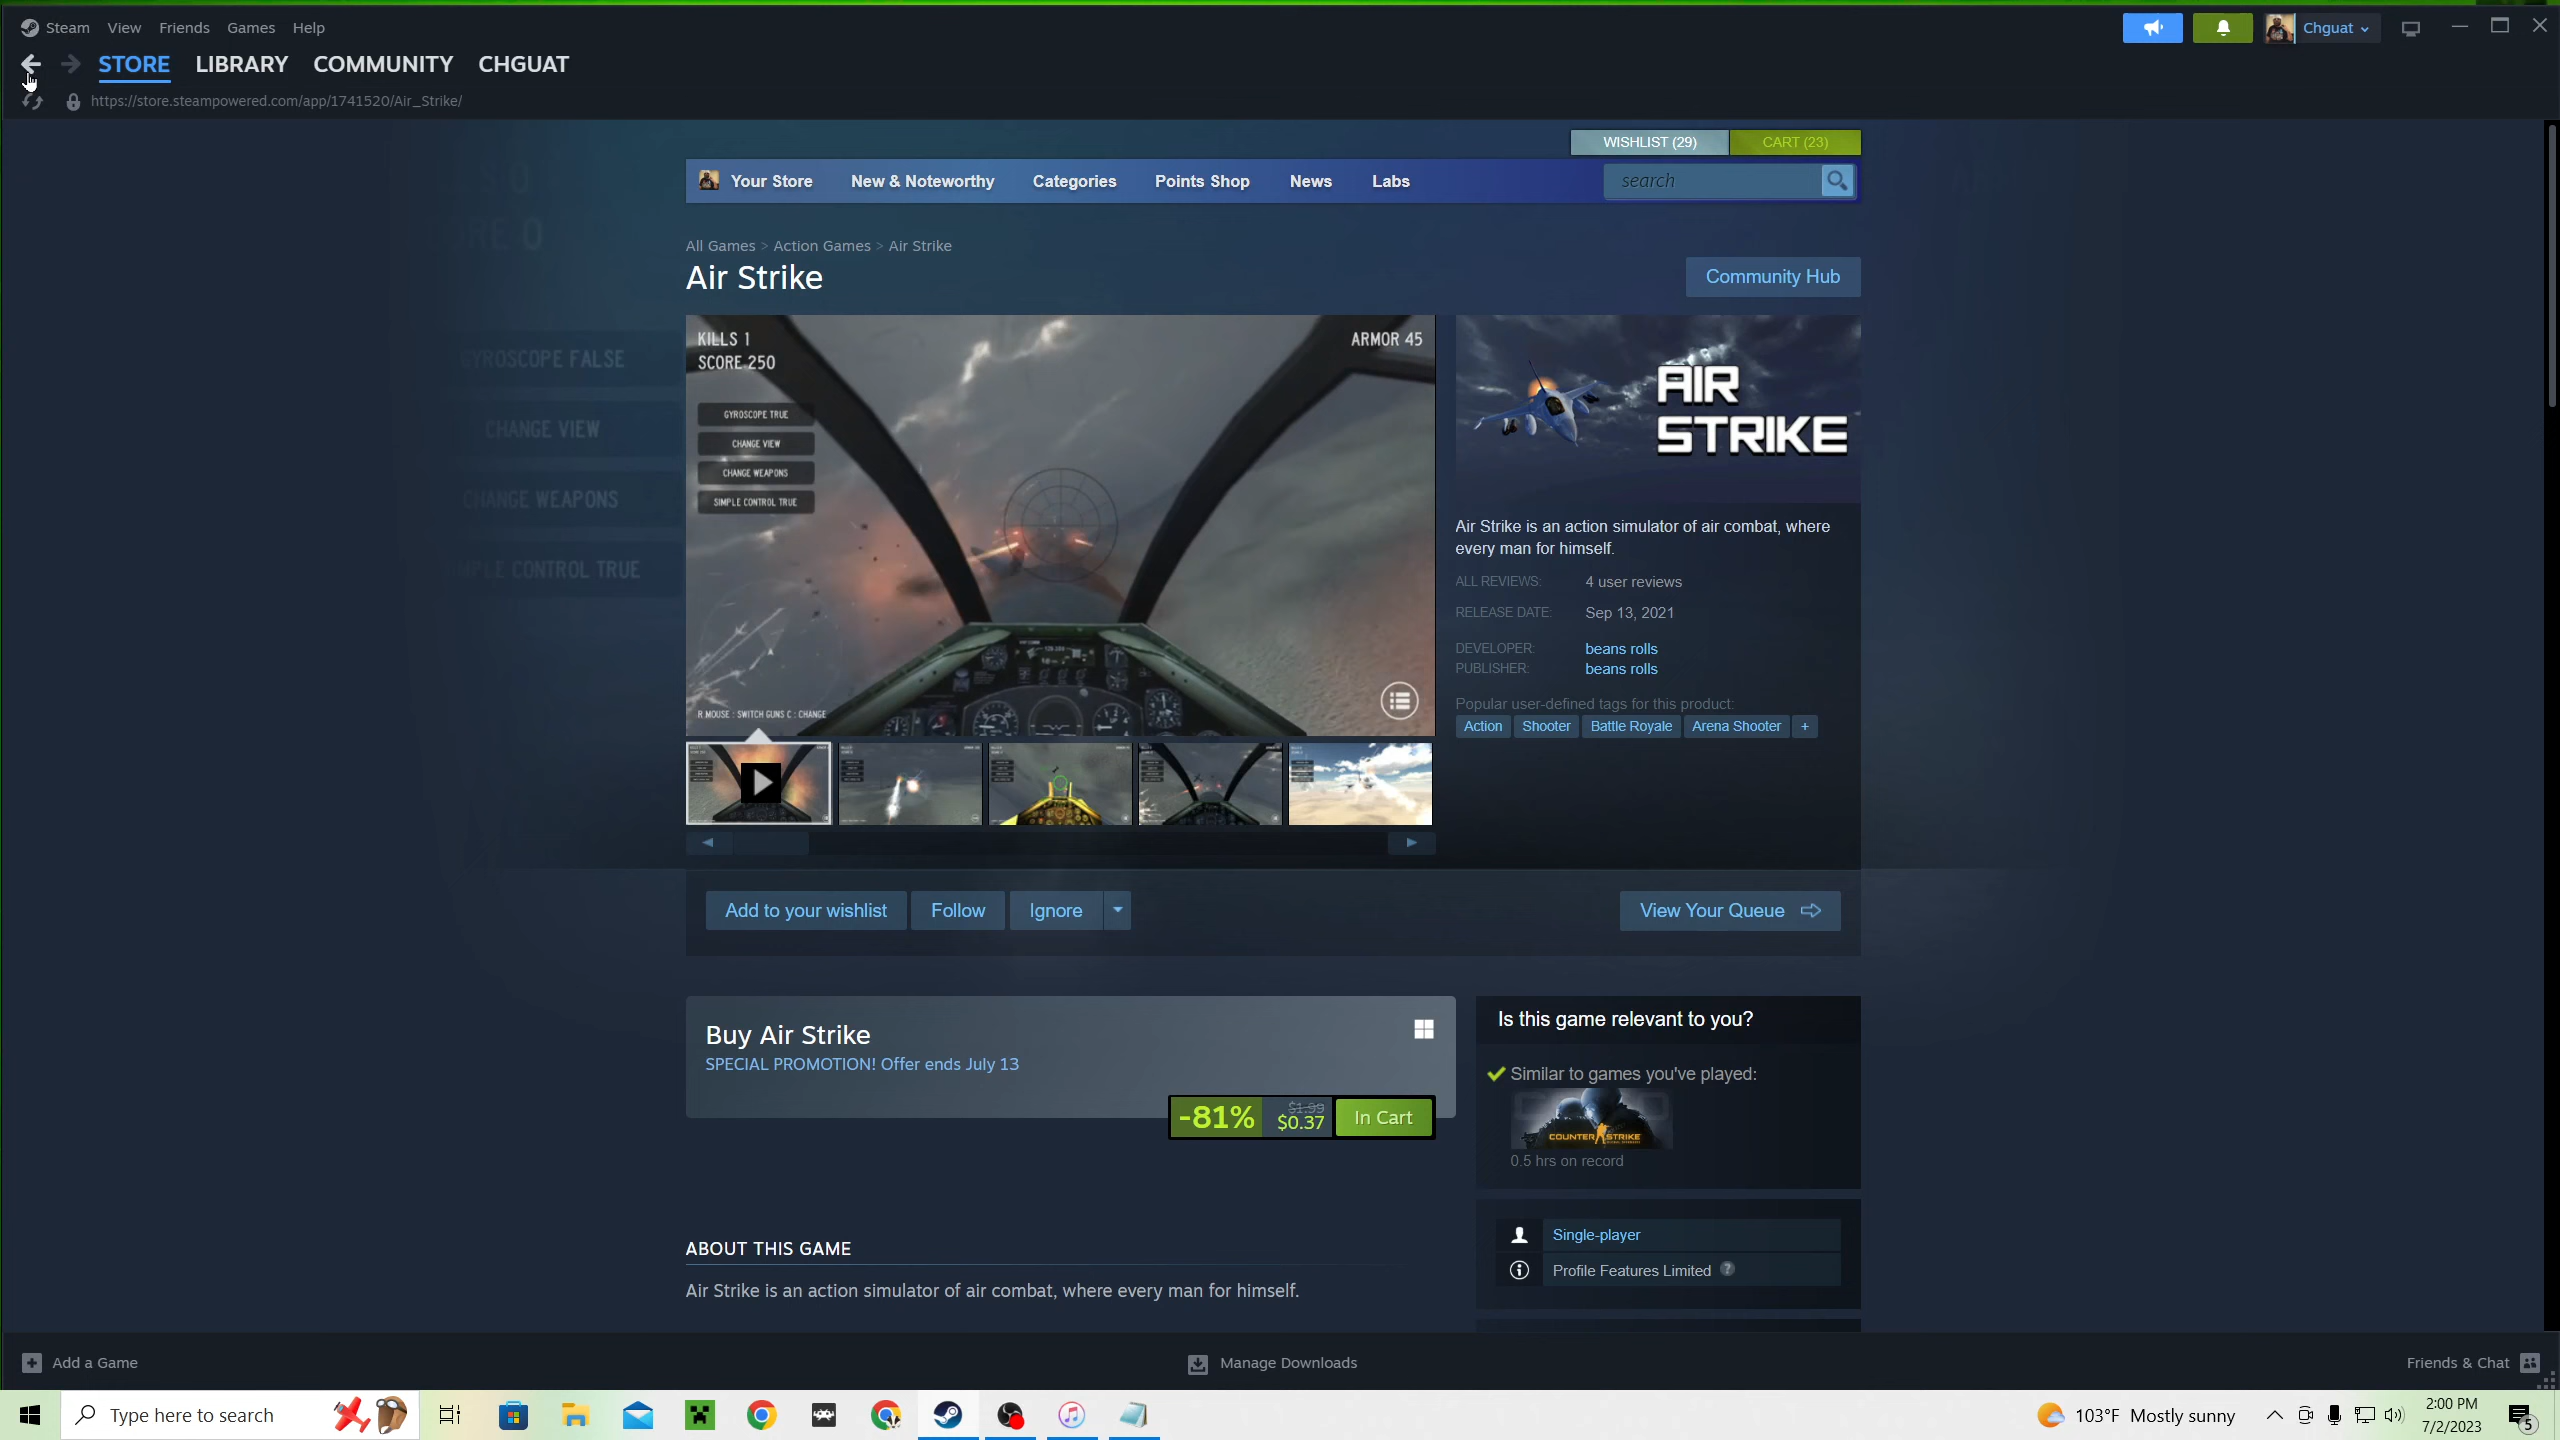 Steam View Friends Games Help
Chguat
STORE LIBRARY COMMUNITY CHGUAT
https://store.steampowered.com/app/1741520/Air_Strike/
WISHLIST (29) CART (23)
Your Store New & Noteworthy Categories Points Shop News Labs search
All Games > Action Games > Air Strike
Air Strike
Community Hub
KILLS 1
SCORE 250
ARMOR 45
GYROSCOPE TRUE
CHANGE VIEW
CHANGE WEAPONS
SIMPLE CONTROL TRUE
R MOUSE : SWITCH GUNS C : CHANGE
GYROSCOPE FALSE
CHANGE VIEW
CHANGE WEAPONS
SIMPLE CONTROL TRUE
AIR
STRIKE
Air Strike is an action simulator of air combat, where
every man for himself.
ALL REVIEWS: 4 user reviews
RELEASE DATE: Sep 13, 2021
DEVELOPER: beans rolls
PUBLISHER: beans rolls
Popular user-defined tags for this product:
Action Shooter Battle Royale Arena Shooter +
Add to your wishlist Follow Ignore
View Your Queue
Buy Air Strike
SPECIAL PROMOTION! Offer ends July 13
-81% $1.99 $0.37 In Cart
Is this game relevant to you?
Similar to games you've played:
COUNTER STRIKE
0.5 hrs on record
Single-player
Profile Features Limited ?
ABOUT THIS GAME
Air Strike is an action simulator of air combat, where every man for himself.
Add a Game
Manage Downloads
Friends & Chat
Type here to search
103°F Mostly sunny
2:00 PM
7/2/2023
5